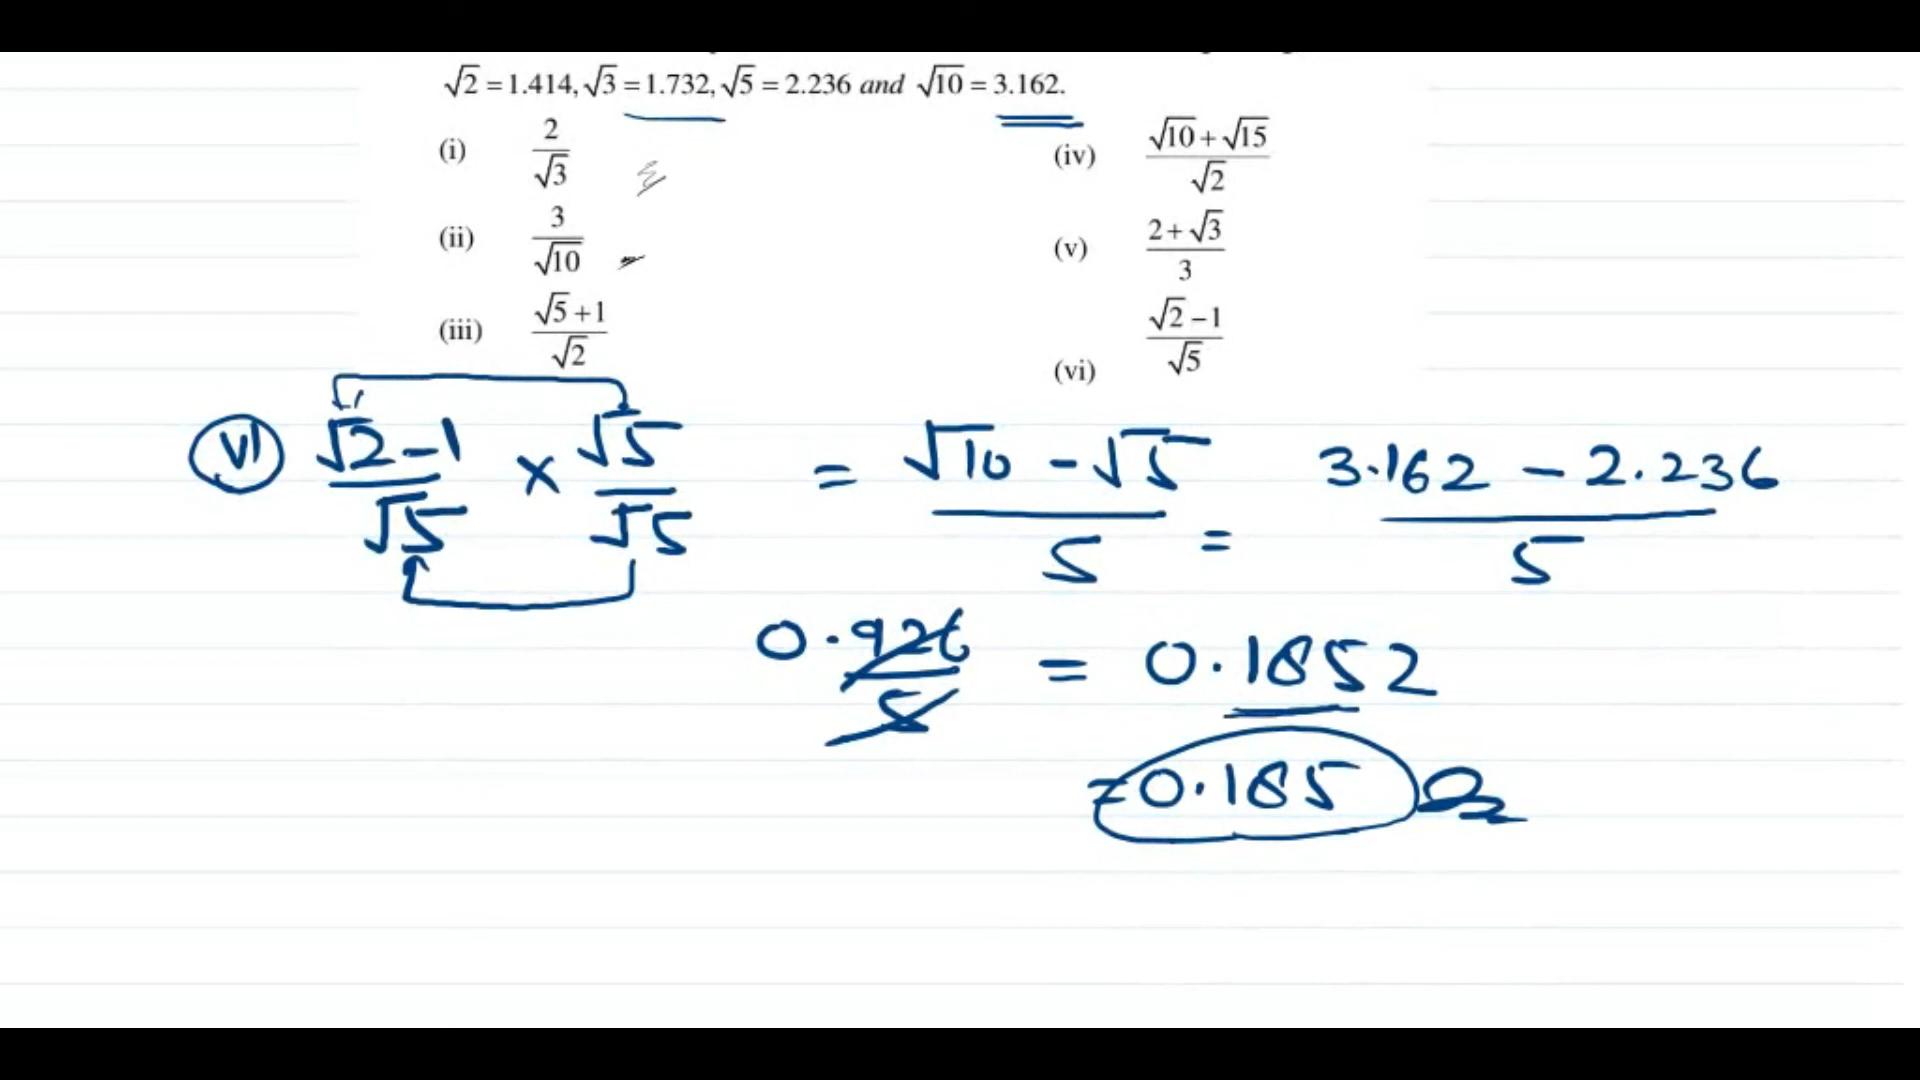 √2 = 1.414, √3 = 1.732, √5 = 2.236 and √10 = 3.162.
(i) 2/√3
(iv) (√10 + √15)/√2
(ii) 3/√10
(v) (2 + √3)/3
(iii) (√5 + 1)/√2
(vi) (√2 − 1)/√5
(vi) (√2 − 1)/√5 × √5/√5 = (√10 − √5)/5 = (3.162 − 2.236)/5
0.926/5 = 0.1852
= 0.185